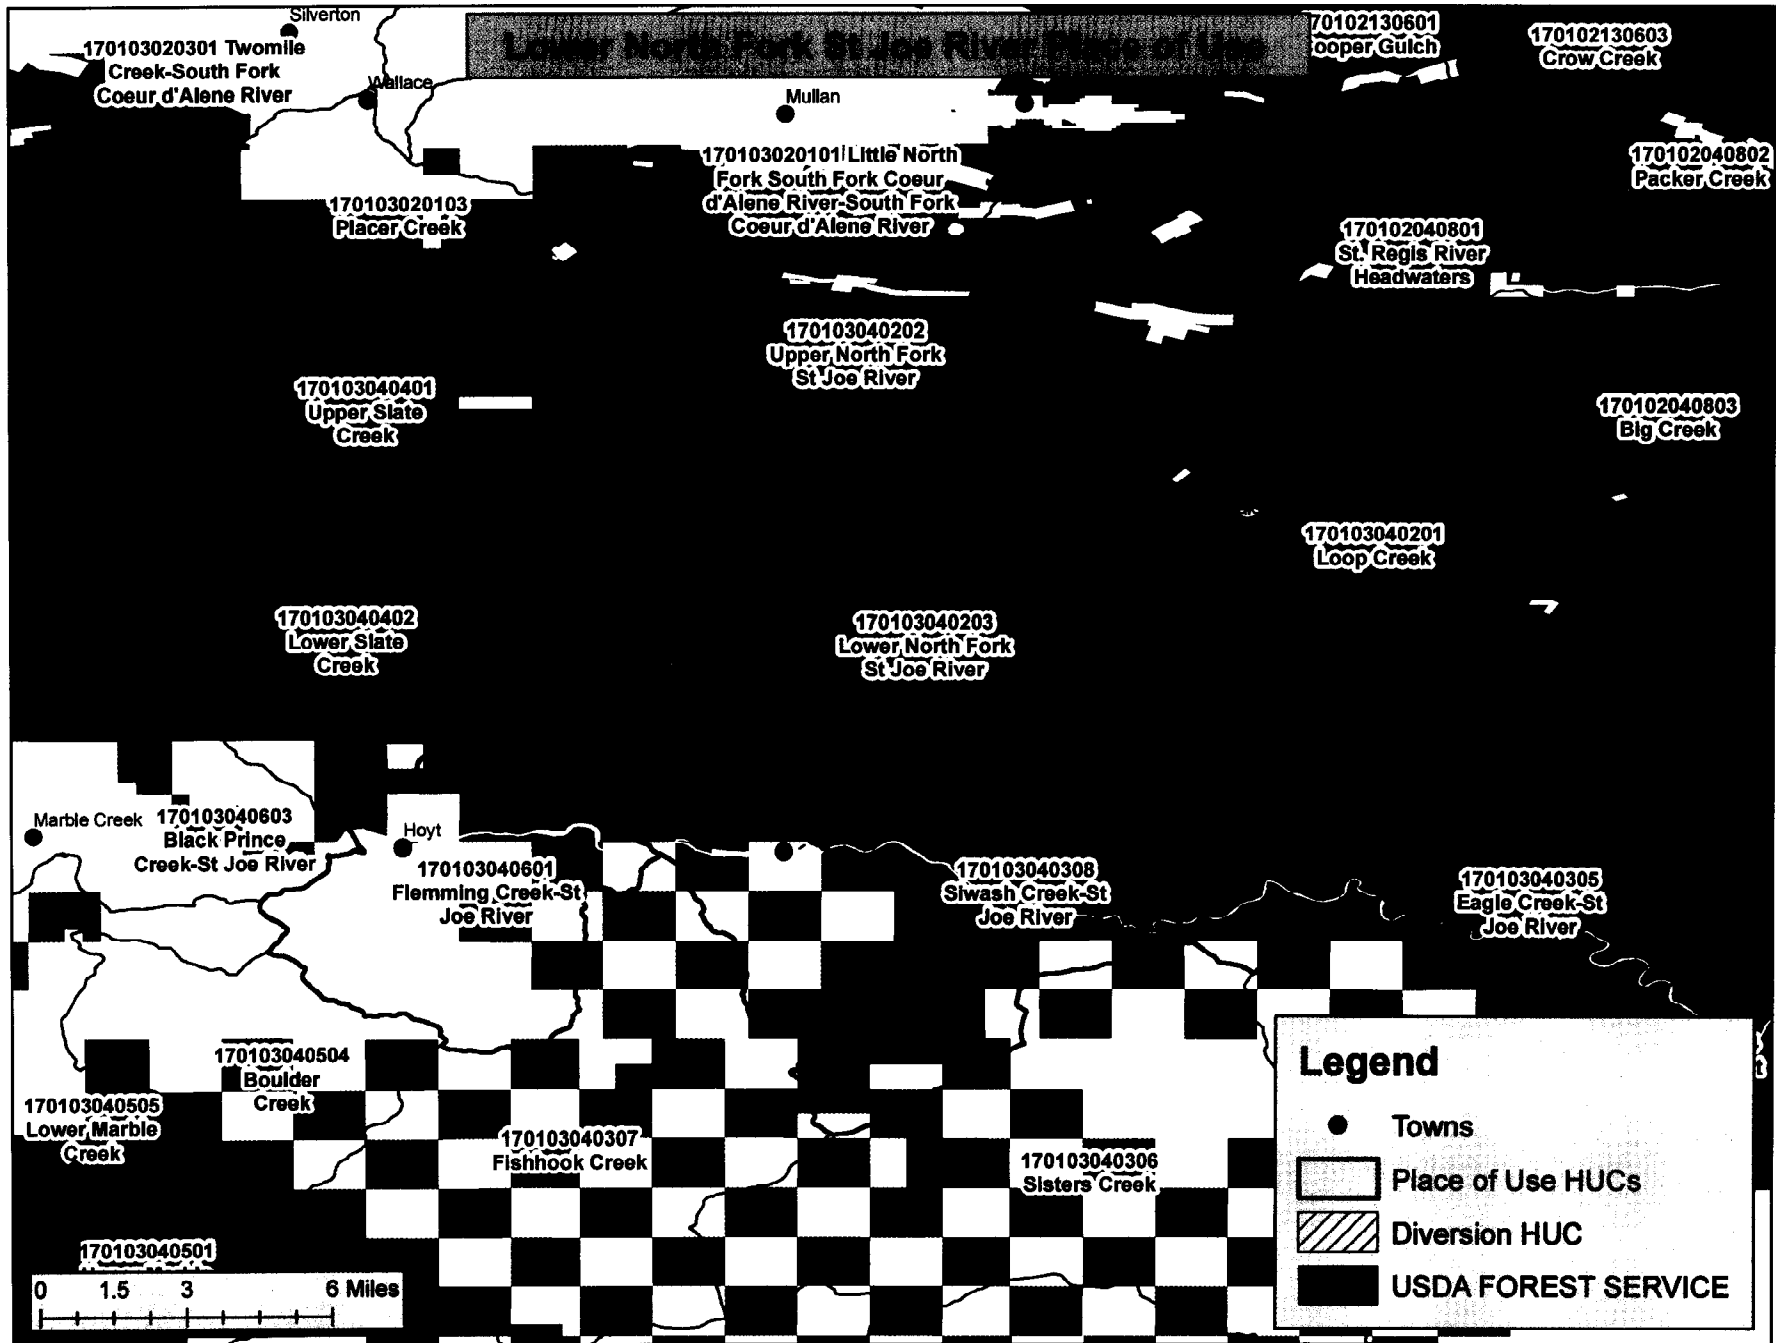 Silverton
Lower North Fork St Joe River Place of Use
70102130601
ooper Gulch
170102130603
Crow Creek
170103020301 Twomile
Creek-South Fork
Coeur d'Alene River
Wallace
Mullan
170103020101 Little North
Fork South Fork Coeur
d'Alene River-South Fork
Coeur d'Alene River
170102040802
Packer Creek
170103020103
Placer Creek
170102040801
St. Regis River
Headwaters
170103040202
Upper North Fork
St Joe River
170103040401
Upper Slate
Creek
170102040803
Big Creek
170103040201
Loop Creek
170103040402
Lower Slate
Creek
170103040203
Lower North Fork
St Joe River
Marble Creek
170103040603
Black Prince
Creek-St Joe River
Hoyt
170103040601
Flemming Creek-St
Joe River
170103040308
Siwash Creek-St
Joe River
170103040305
Eagle Creek-St
Joe River
170103040504
Boulder
Creek
170103040505
Lower Marble
Creek
170103040307
Fishhook Creek
170103040306
Sisters Creek
170103040501
0 1.5 3 6 Miles
Legend
Towns
Place of Use HUCs
Diversion HUC
USDA FOREST SERVICE